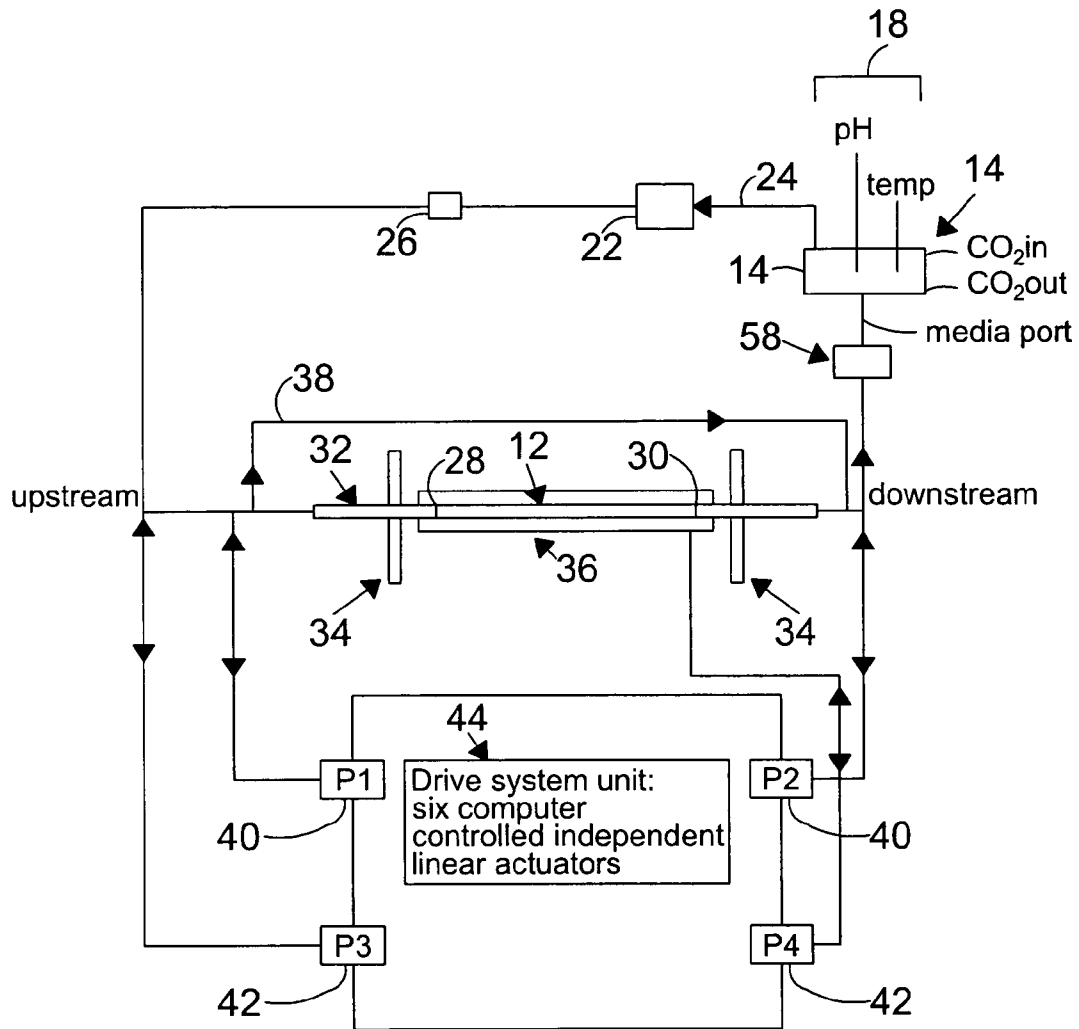 18
pH
temp
24
14
26
22
14
CO₂in
CO₂out
media port
58
38
32
28
12
30
upstream
downstream
36
34
34
44
P1
Drive system unit:
six computer
controlled independent
linear actuators
P2
40
40
P3
P4
42
42